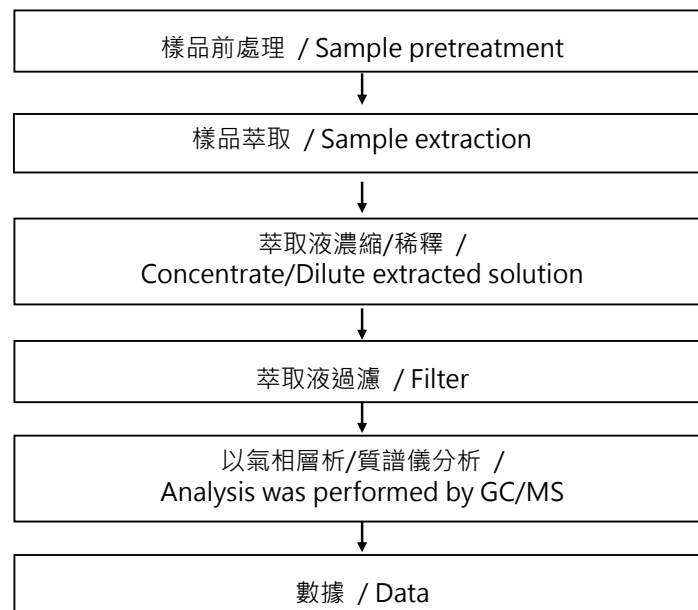 樣品前處理 / Sample pretreatment
樣品萃取 / Sample extraction
萃取液濃縮/稀釋 /
Concentrate/Dilute extracted solution
萃取液過濾 / Filter
以氣相層析/質譜儀分析 /
Analysis was performed by GC/MS
數據 / Data